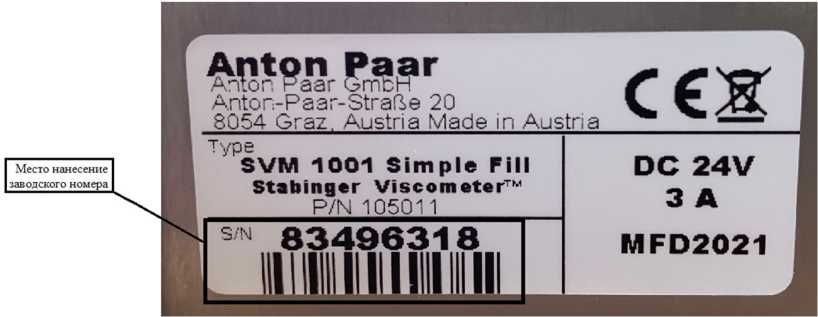 Anton Paar
Anton Paar GmbH
Anton-Paar-Straße 20
8054 Graz, Austria Made in Austria
Type
SVM 1001 Simple Fill
Stabinger Viscometer™
P/N 105011
DC 24V
3 A
Место нанесение
заводского номера
S/N 83496318
MFD2021